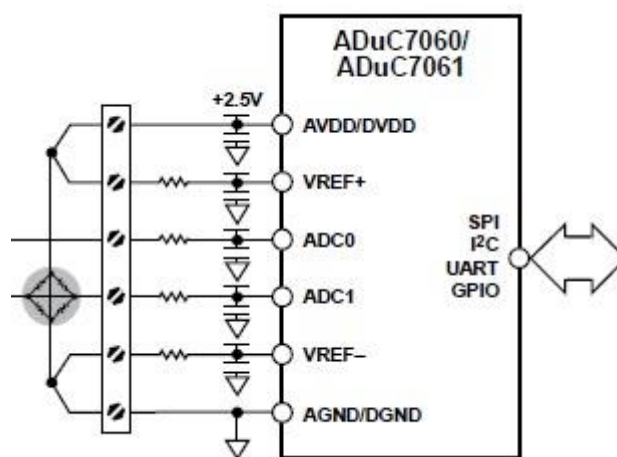 ADuC7060/
ADuC7061
+2.5V
AVDD/DVDD
VREF+
ADC0
ADC1
VREF–
AGND/DGND
SPI
I²C
UART
GPIO